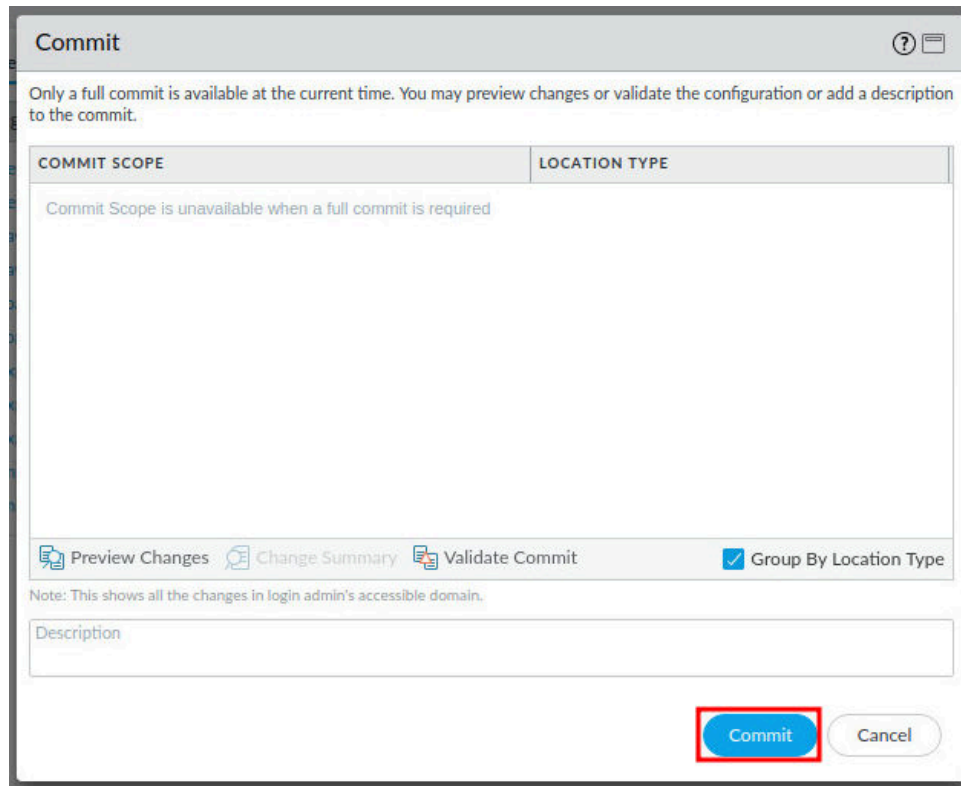 Commit
Only a full commit is available at the current time. You may preview changes or validate the configuration or add a description
to the commit.
COMMIT SCOPE LOCATION TYPE
Commit Scope is unavailable when a full commit is required
Preview Changes Change Summary Validate Commit Group By Location Type
Note: This shows all the changes in login admin's accessible domain.
Description
Commit Cancel